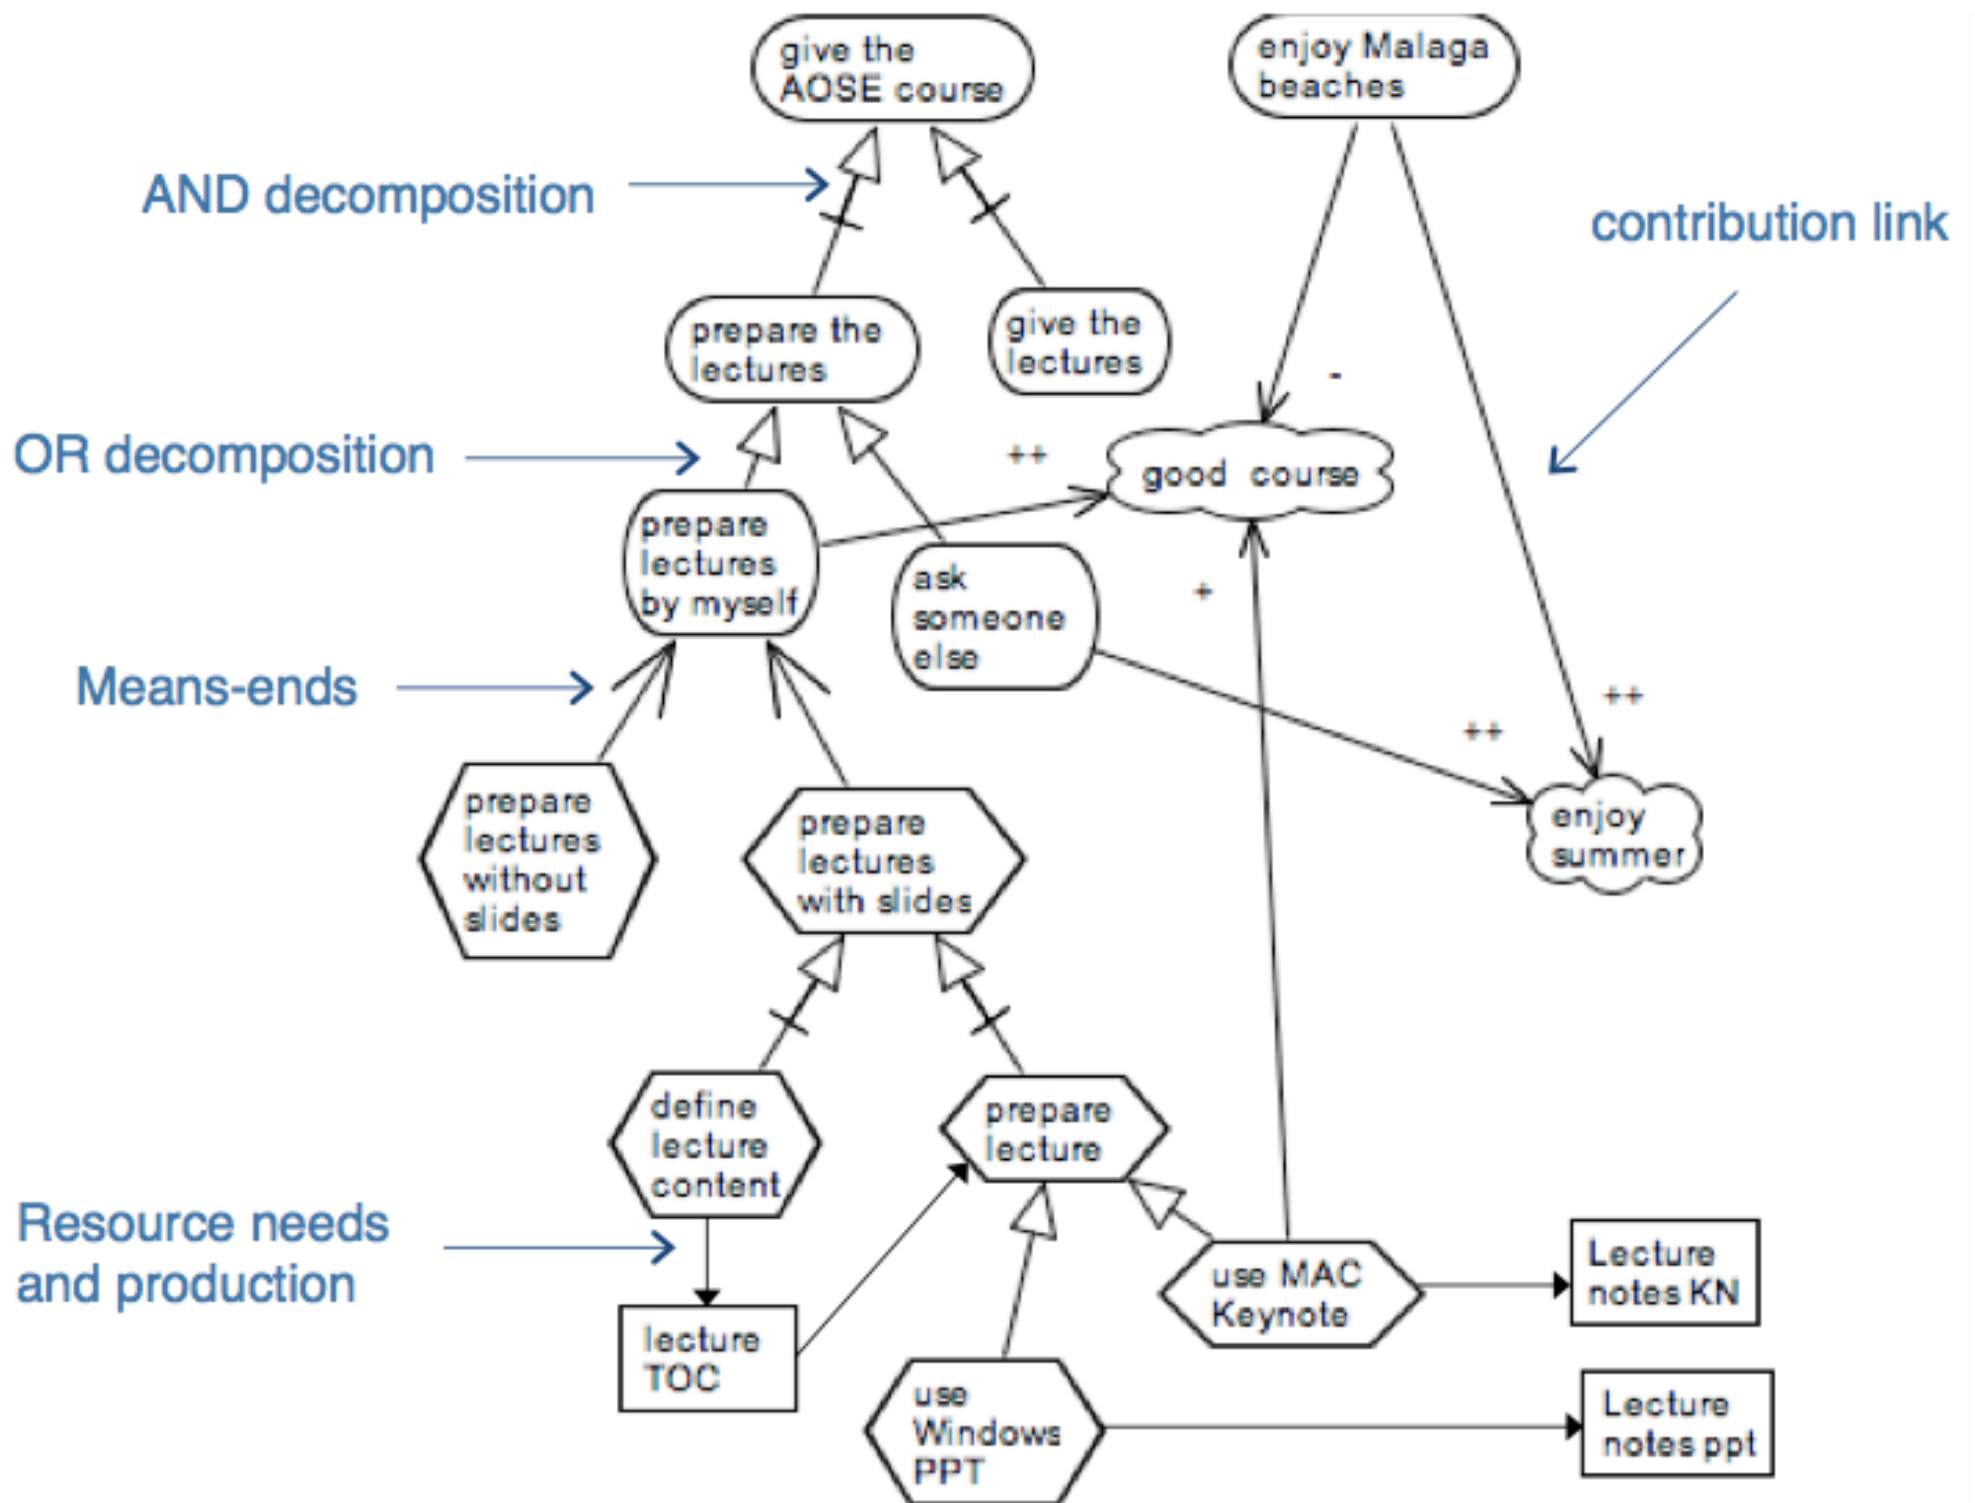 give the
AOSE course
enjoy Malaga
beaches
AND decomposition
contribution link
prepare the
lectures
give the
lectures
-
OR decomposition
++
good course
prepare
lectures
by myself
ask
someone
else
+
Means-ends
++
++
enjoy
summer
prepare
lectures
without
slides
prepare
lectures
with slides
define
lecture
content
prepare
lecture
Resource needs
and production
use MAC
Keynote
Lecture
notes KN
lecture
TOC
use
Windows
PPT
Lecture
notes ppt